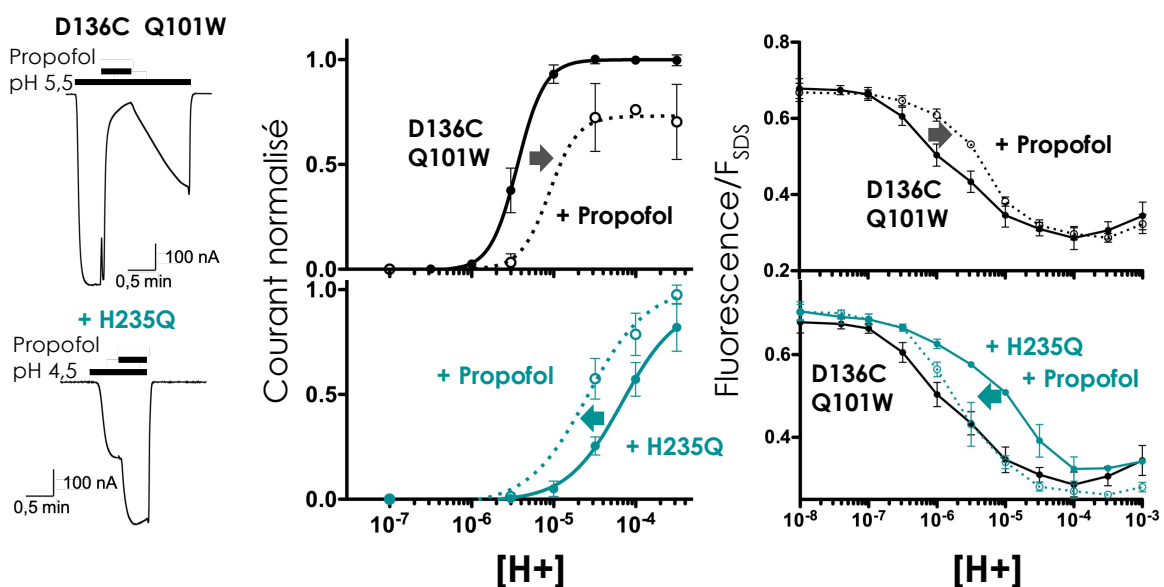 D136C Q101W
Propofol
pH 5,5
100 nA
0,5 min
+ H235Q
Propofol
pH 4,5
100 nA
0,5 min
Courant normalisé
1.0
0.5
0.0
D136C
Q101W
+ Propofol
1.0
0.5
0.0
+ Propofol
+ H235Q
10-7
10-6
10-5
10-4
[H+]
Fluorescence/FSDS
0.8
0.6
0.4
0.2
+ Propofol
D136C
Q101W
0.6
0.4
+ H235Q
+ Propofol
D136C
Q101W
10-8
10-7
10-6
10-5
10-4
10-3
[H+]